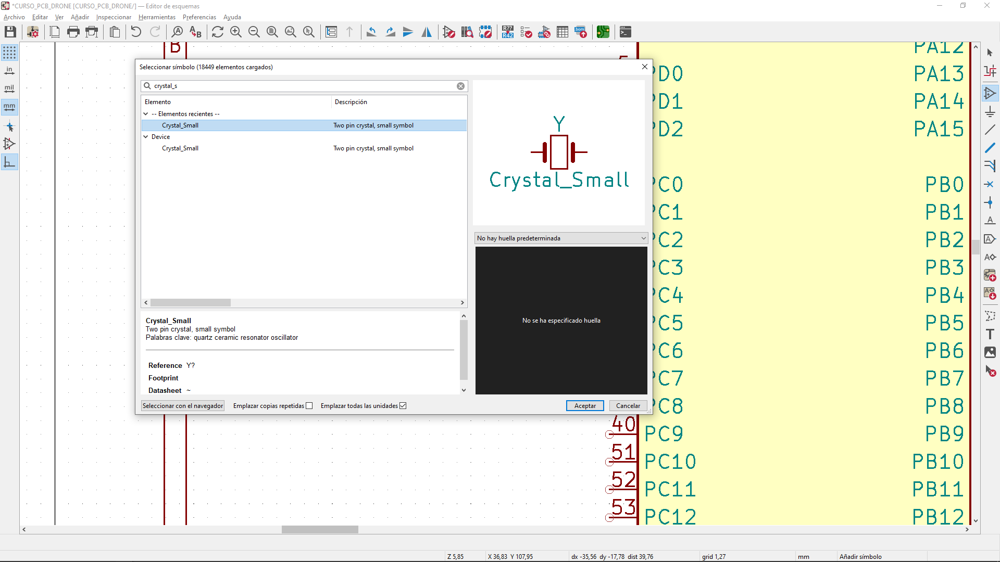 *CURSO_PCB_DRONE [CURSO_PCB_DRONE/] — Editor de esquemas
Archivo Editar Ver Añadir Inspeccionar Herramientas Preferencias Ayuda
in
mil
mm
B
Seleccionar símbolo (18449 elementos cargados)
crystal_s
Elemento Descripción
-- Elementos recientes --
Crystal_Small Two pin crystal, small symbol
Device
Crystal_Small Two pin crystal, small symbol
Y
Crystal_Small
No hay huella predeterminada
No se ha especificado huella
Crystal_Small
Two pin crystal, small symbol
Palabras clave: quartz ceramic resonator oscillator
Reference Y?
Footprint
Datasheet ~
Seleccionar con el navegador Emplazar copias repetidas Emplazar todas las unidades Aceptar Cancelar
PA12
PD0 PA13
PD1 PA14
PD2 PA15
PC0 PB0
PC1 PB1
PC2 PB2
PC3 PB3
PC4 PB4
PC5 PB5
PC6 PB6
PC7 PB7
PC8 PB8
40 PC9 PB9
51 PC10 PB10
52 PC11 PB11
53 PC12 PB12
Z 5,85 X 36,83 Y 107,95 dx -35,56 dy -17,78 dist 39,76 grid 1,27 mm Añadir símbolo